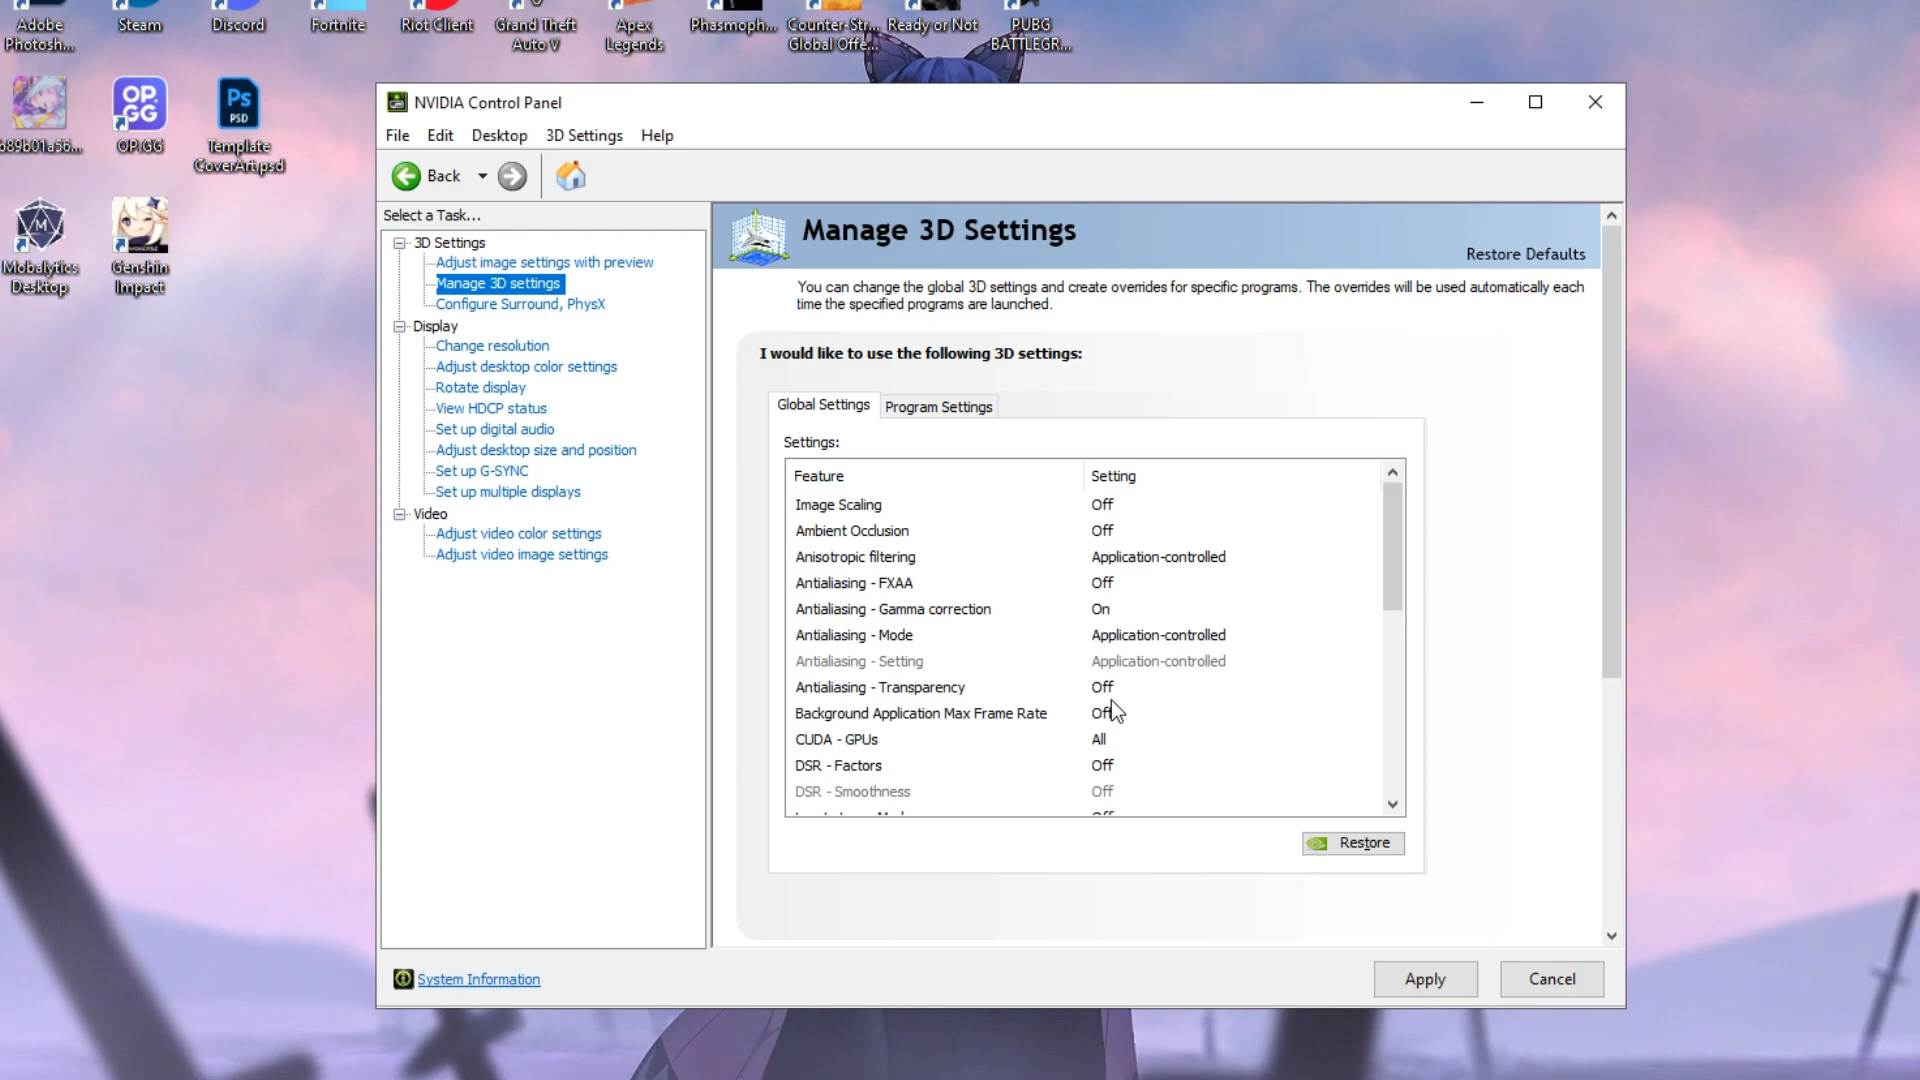 Adobe
Photosh...
Steam
Discord
Fortnite
Riot Client
Grand Theft
Auto V
Apex
Legends
Phasmoph...
Counter-Str...
Global Offe...
Ready or Not
PUBG
BATTLEGR...
OP.
GG
OP.GG
Ps
PSD
Template
CoverArt.psd
M
Mobalytics
Desktop
Genshin
Impact
NVIDIA Control Panel
File
Edit
Desktop
3D Settings
Help
Back
Select a Task...
3D Settings
Adjust image settings with preview
Manage 3D settings
Configure Surround, PhysX
Display
Change resolution
Adjust desktop color settings
Rotate display
View HDCP status
Set up digital audio
Adjust desktop size and position
Set up G-SYNC
Set up multiple displays
Video
Adjust video color settings
Adjust video image settings
System Information
Manage 3D Settings
Restore Defaults
You can change the global 3D settings and create overrides for specific programs. The overrides will be used automatically each
time the specified programs are launched.
I would like to use the following 3D settings:
Global Settings
Program Settings
Settings:
Feature Setting
Image Scaling Off
Ambient Occlusion Off
Anisotropic filtering Application-controlled
Antialiasing - FXAA Off
Antialiasing - Gamma correction On
Antialiasing - Mode Application-controlled
Antialiasing - Setting Application-controlled
Antialiasing - Transparency Off
Background Application Max Frame Rate Off
CUDA - GPUs All
DSR - Factors Off
DSR - Smoothness Off
Restore
Apply
Cancel